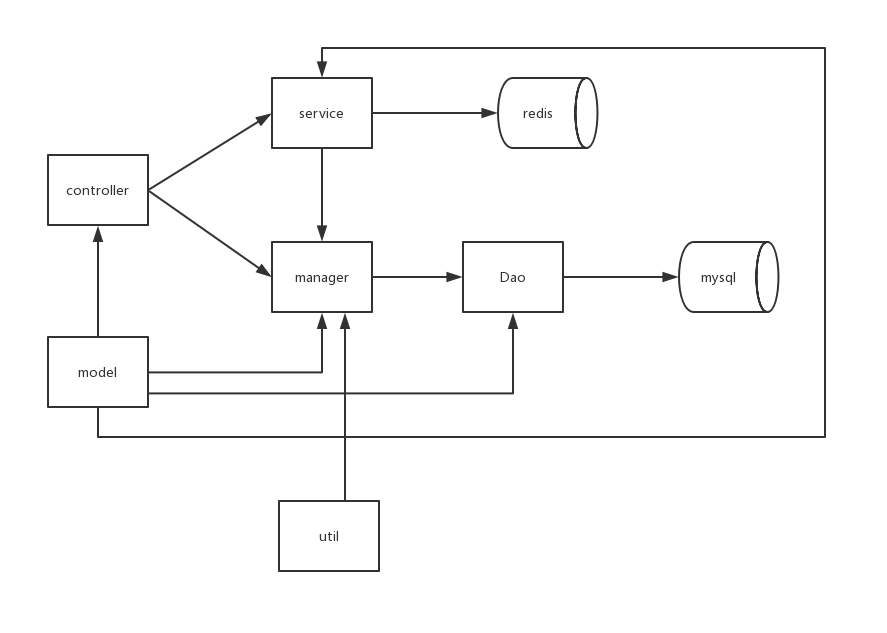 service
redis
controller
manager
Dao
mysql
model
util